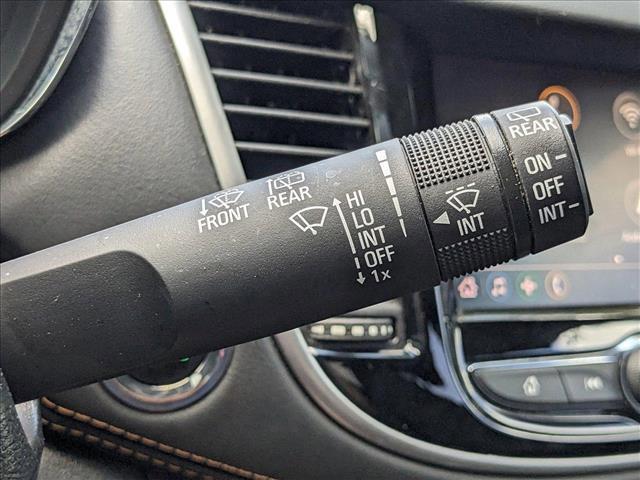 FRONT
REAR
HI
LO
INT
OFF
1x
INT
REAR
ON
OFF
INT